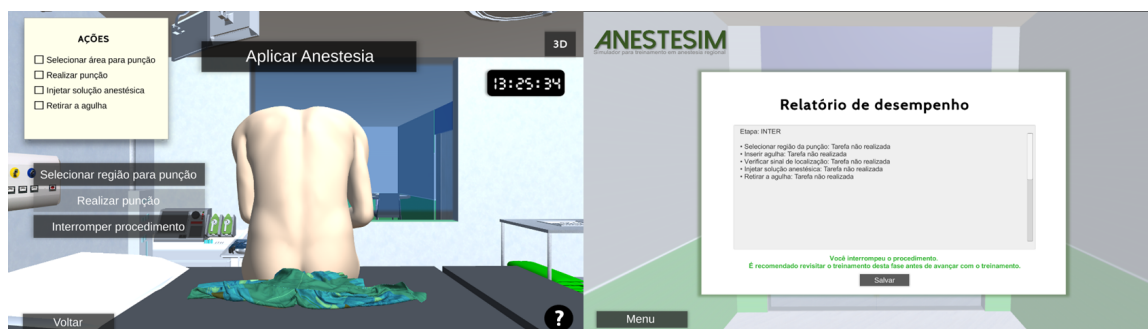 AÇÕES
Selecionar área para punção
Realizar punção
Injetar solução anestésica
Retirar a agulha
Aplicar Anestesia
3D
13:25:34
Selecionar região para punção
Realizar punção
Interromper procedimento
Voltar
?
ANESTESIM
Simulador para treinamento em anestesia regional
Relatório de desempenho
Etapa: INTER
• Selecionar região da punção: Tarefa não realizada
• Inserir agulha: Tarefa não realizada
• Verificar sinal de localização: Tarefa não realizada
• Injetar solução anestésica: Tarefa não realizada
• Retirar a agulha: Tarefa não realizada
Você interrompeu o procedimento.
É recomendado revisitar o treinamento desta fase antes de avançar com o treinamento.
Salvar
Menu